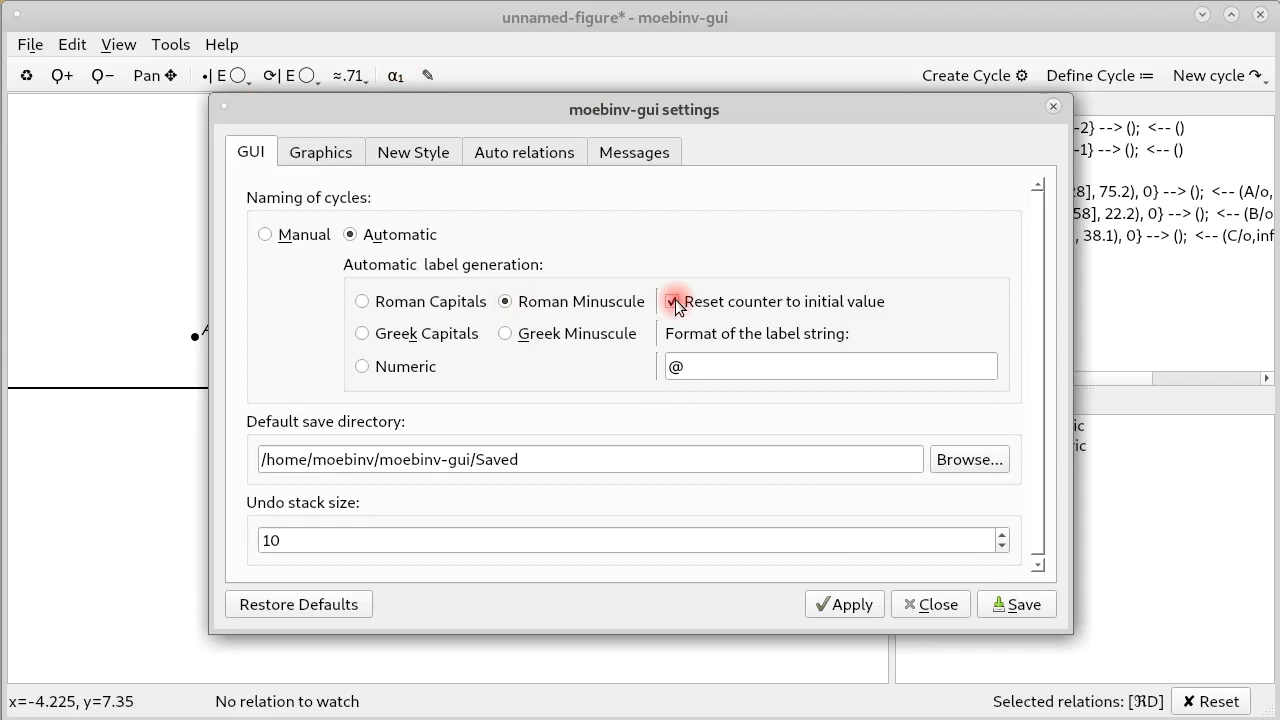 unnamed-figure* - moebinv-gui
File Edit View Tools Help
Pan E E ≈.71 α1 Create Cycle Define Cycle New cycle
moebinv-gui settings
GUI Graphics New Style Auto relations Messages
-2} --> (); <-- ()
-1} --> (); <-- ()
8], 75.2), 0} --> (); <-- (A/o,
58], 22.2), 0} --> (); <-- (B/o
, 38.1), 0} --> (); <-- (C/o,inf
Naming of cycles:
Manual Automatic
Automatic label generation:
Roman Capitals Roman Minuscule Reset counter to initial value
Greek Capitals Greek Minuscule Format of the label string:
Numeric @
Default save directory:
/home/moebinv/moebinv-gui/Saved Browse...
ic
ic
Undo stack size:
10
Restore Defaults Apply Close Save
x=-4.225, y=7.35 No relation to watch Selected relations: [ℜD] Reset